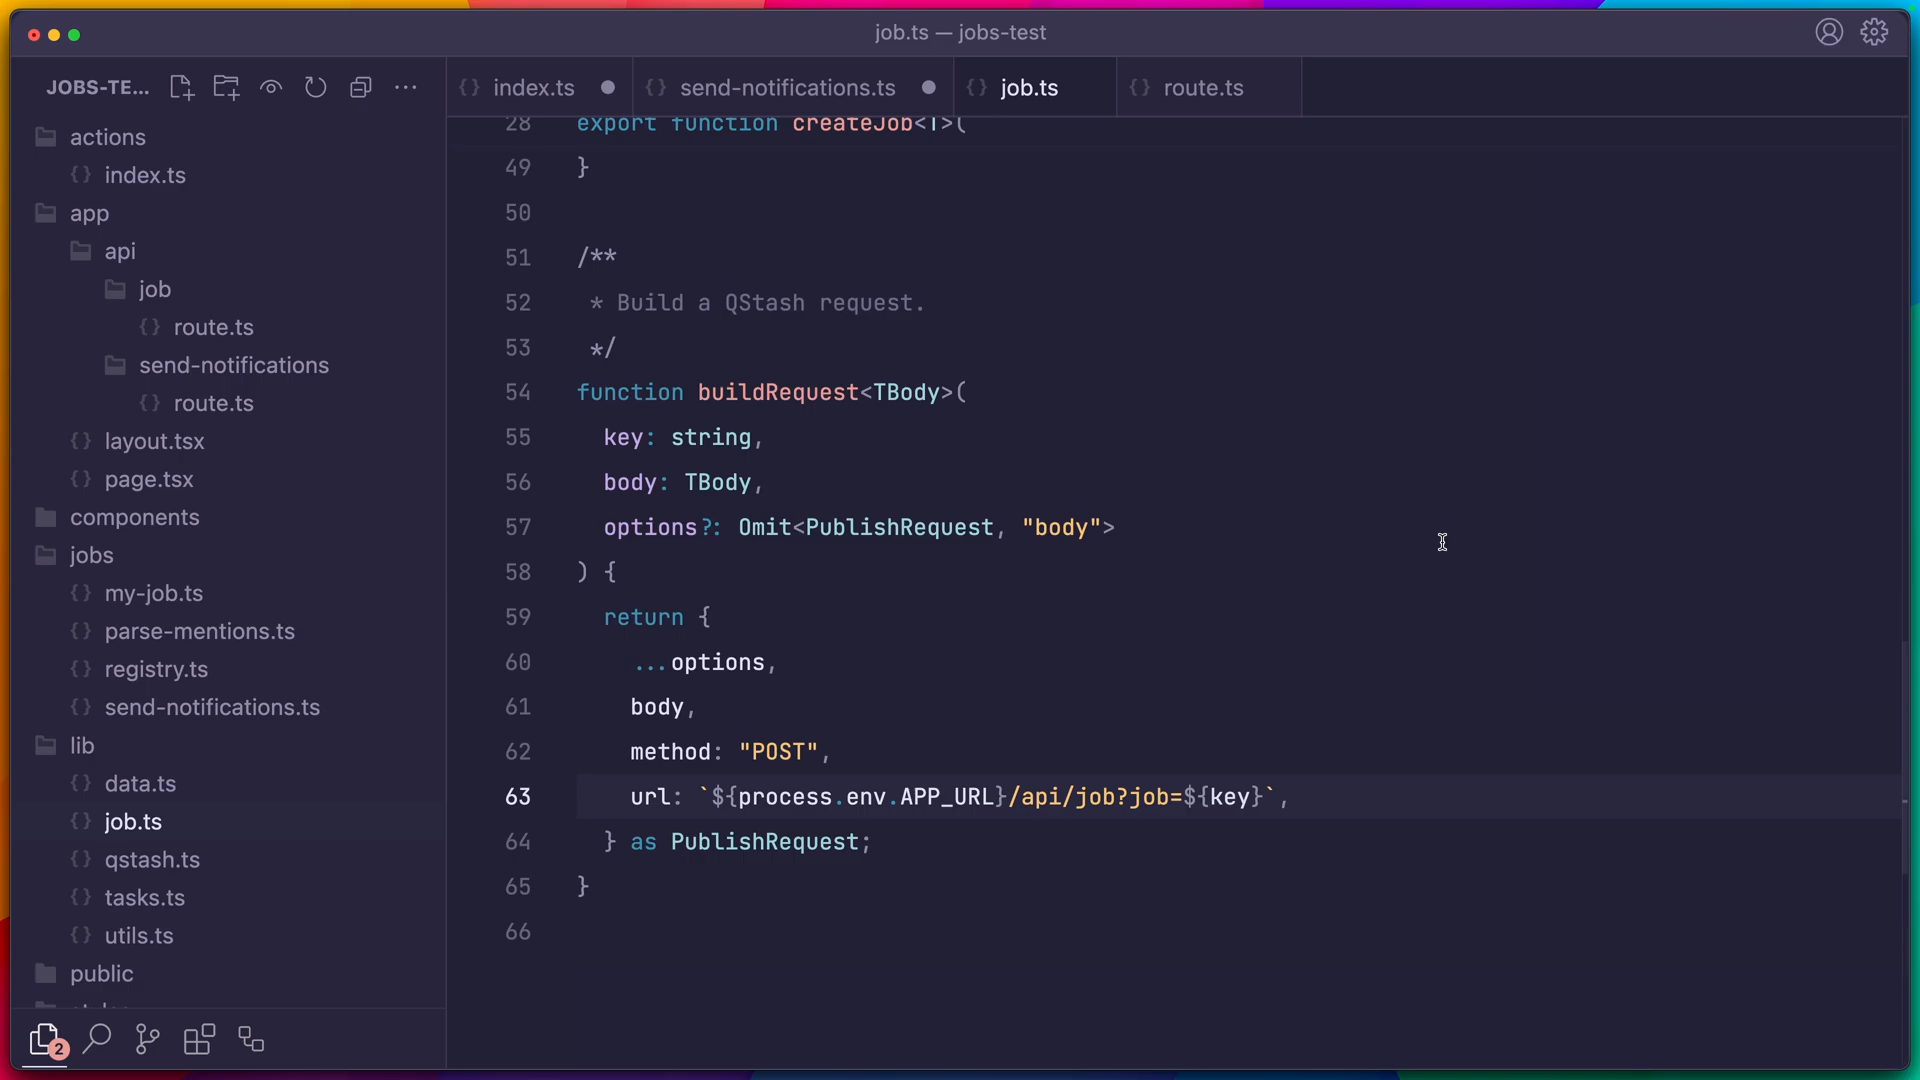 job.ts — jobs-test
JOBS-TE...
index.ts
send-notifications.ts
job.ts
route.ts
actions
index.ts
app
api
job
route.ts
send-notifications
route.ts
layout.tsx
page.tsx
components
jobs
my-job.ts
parse-mentions.ts
registry.ts
send-notifications.ts
lib
data.ts
job.ts
qstash.ts
tasks.ts
utils.ts
public
2
28 export function createJob<T>(
49 }
50
51 /**
52 * Build a QStash request.
53 */
54 function buildRequest<TBody>(
55 key: string,
56 body: TBody,
57 options?: Omit<PublishRequest, "body">
58 ) {
59 return {
60 ...options,
61 body,
62 method: "POST",
63 url: `${process.env.APP_URL}/api/job?job=${key}`,
64 } as PublishRequest;
65 }
66